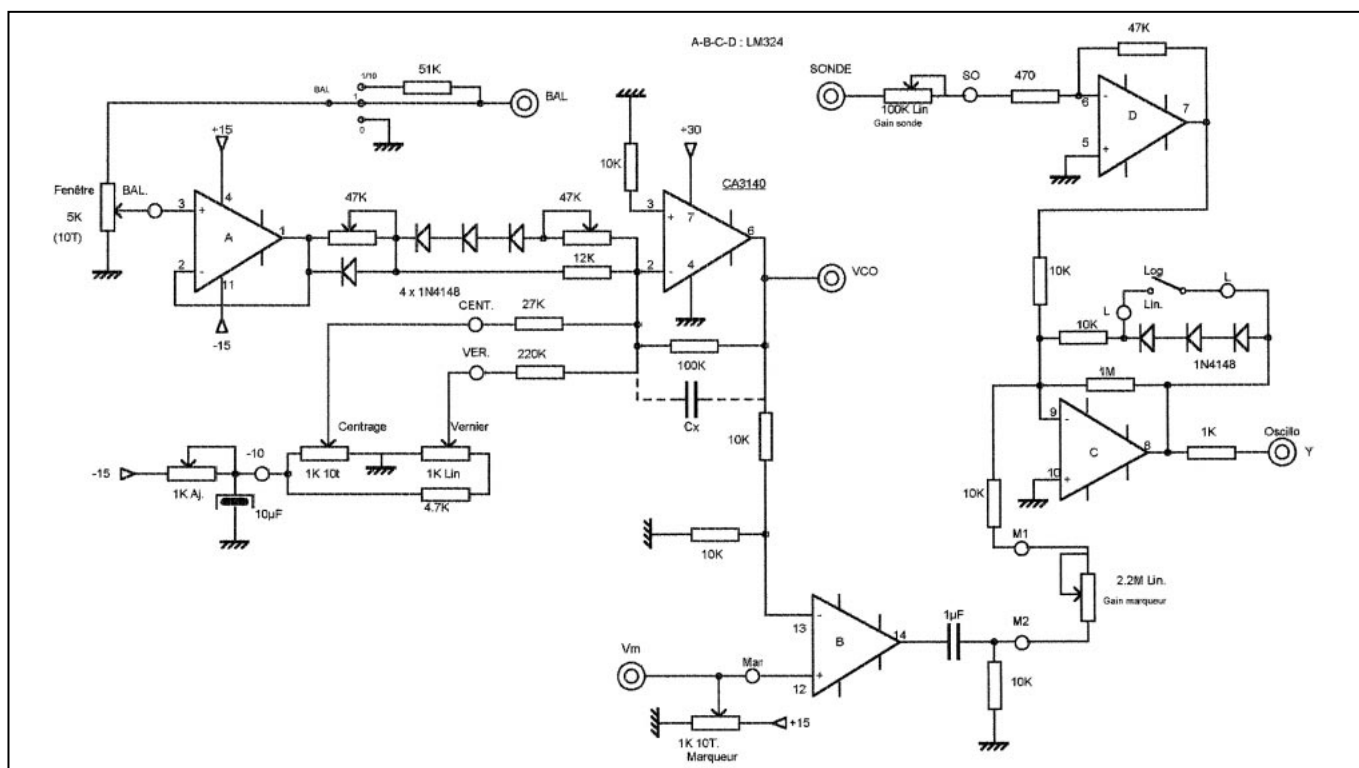 A-B-C-D : LM324
47K
51K
1/10
BAL
1
0
BAL
SONDE
SO
470
100K Lin
Gain sonde
6
-
D
7
5
+
+15
+30
10K
CA3140
Fenêtre
BAL.
5K
(10T)
3
+
4
A
1
2
-
11
-15
47K
47K
12K
4 x 1N4148
3
+
7
6
2
-
4
VCO
CENT.
27K
VER.
220K
100K
Cx
10K
Log
L
Lin.
L
10K
1N4148
1M
9
-
C
8
10
+
1K
Oscillo
Y
Centrage
Vernier
-15
-10
1K Aj.
1K 10t
1K Lin
10µF
4.7K
10K
10K
10K
M1
2.2M Lin.
Gain marqueur
M2
13
-
B
14
1µF
12
+
10K
Vm
Mar
+15
1K 10T.
Marqueur